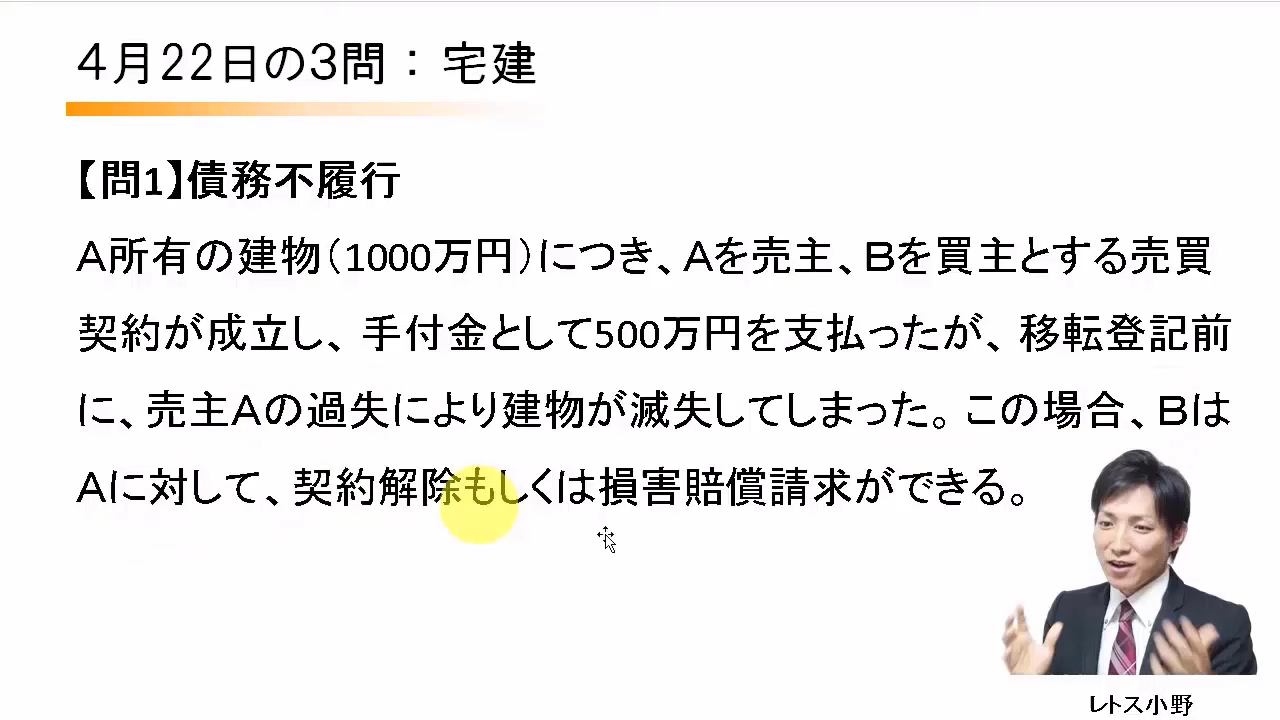 ４月22日の３問：宅建
【問1】債務不履行
Ａ所有の建物（1000万円）につき、Ａを売主、Ｂを買主とする売買
契約が成立し、手付金として500万円を支払ったが、移転登記前
に、売主Ａの過失により建物が滅失してしまった。この場合、Ｂは
Ａに対して、契約解除もしくは損害賠償請求ができる。
レトス小野